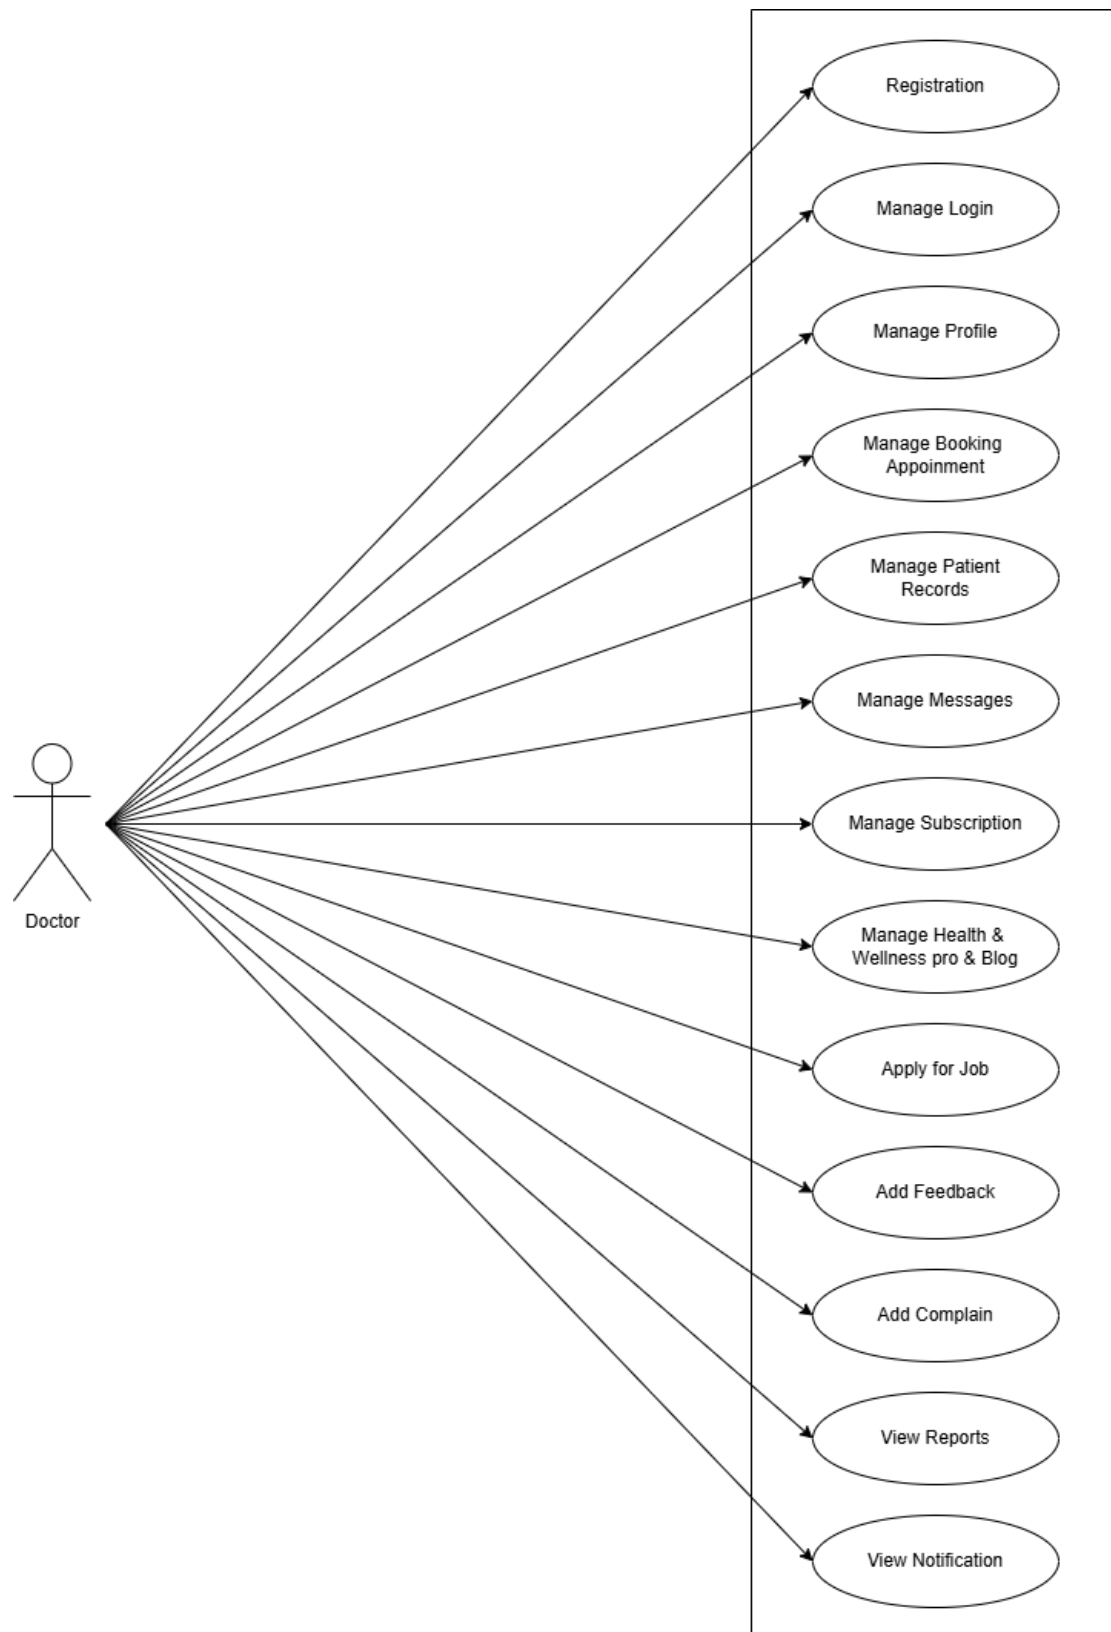 Registration
Manage Login
Manage Profile
Manage Booking
Appoinment
Manage Patient
Records
Manage Messages
Manage Subscription
Doctor
Manage Health &
Wellness pro & Blog
Apply for Job
Add Feedback
Add Complain
View Reports
View Notification